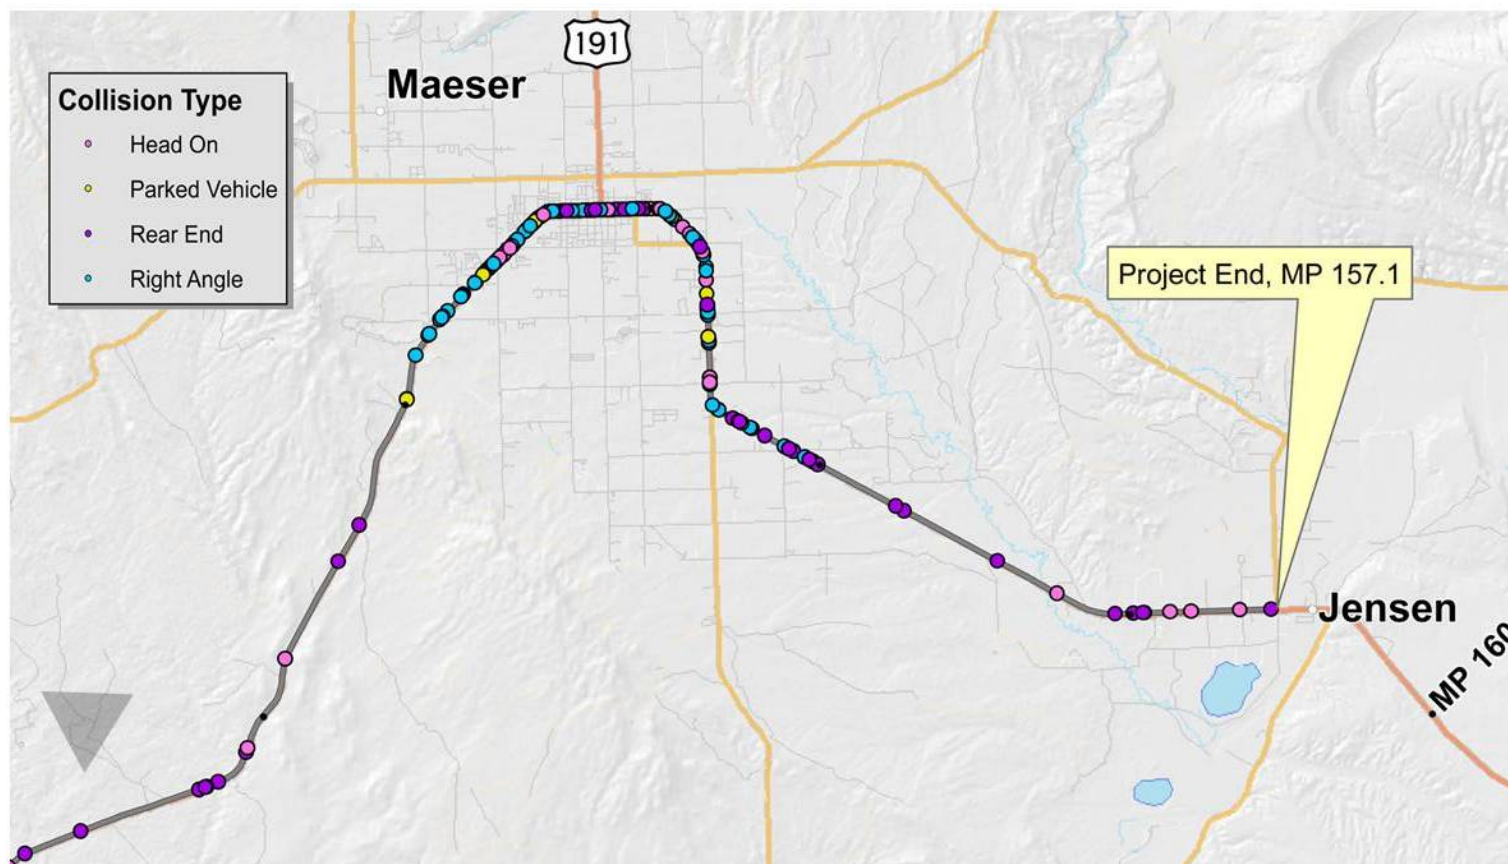 191
Maeser
Collision Type
Head On
Parked Vehicle
Rear End
Right Angle
Project End, MP 157.1
Jensen
MP 160